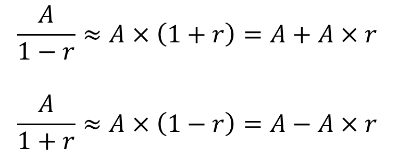 A/(1 − r) ≈ A × (1 + r) = A + A × r
A/(1 + r) ≈ A × (1 − r) = A − A × r